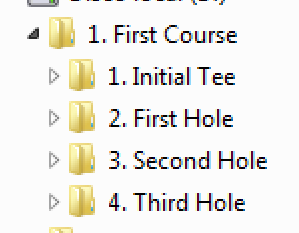 1. First Course
1. Initial Tee
2. First Hole
3. Second Hole
4. Third Hole